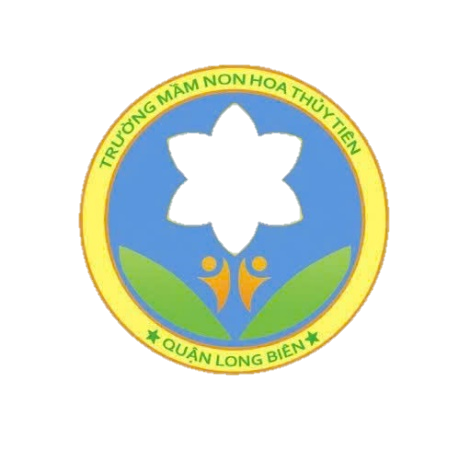 TRƯỜNG MẦM NON HOA THỦY TIÊN
QUẬN LONG BIÊN